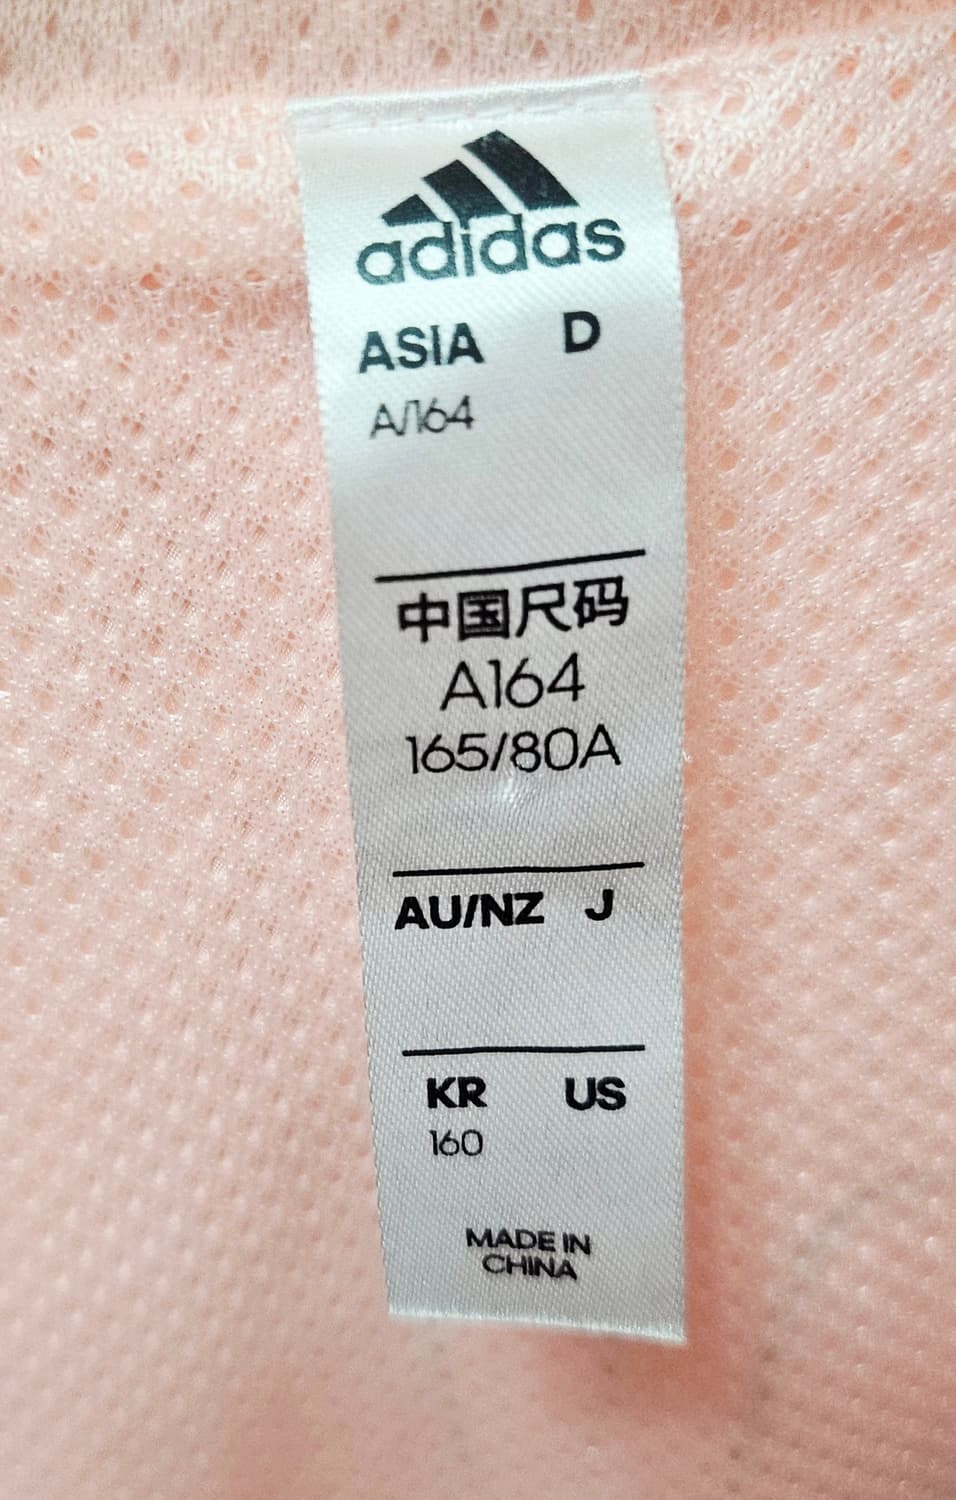 adidas
ASIA D
A/164
中国尺码
A164
165/80A
AU/NZ J
KR US
160
MADE IN
CHINA